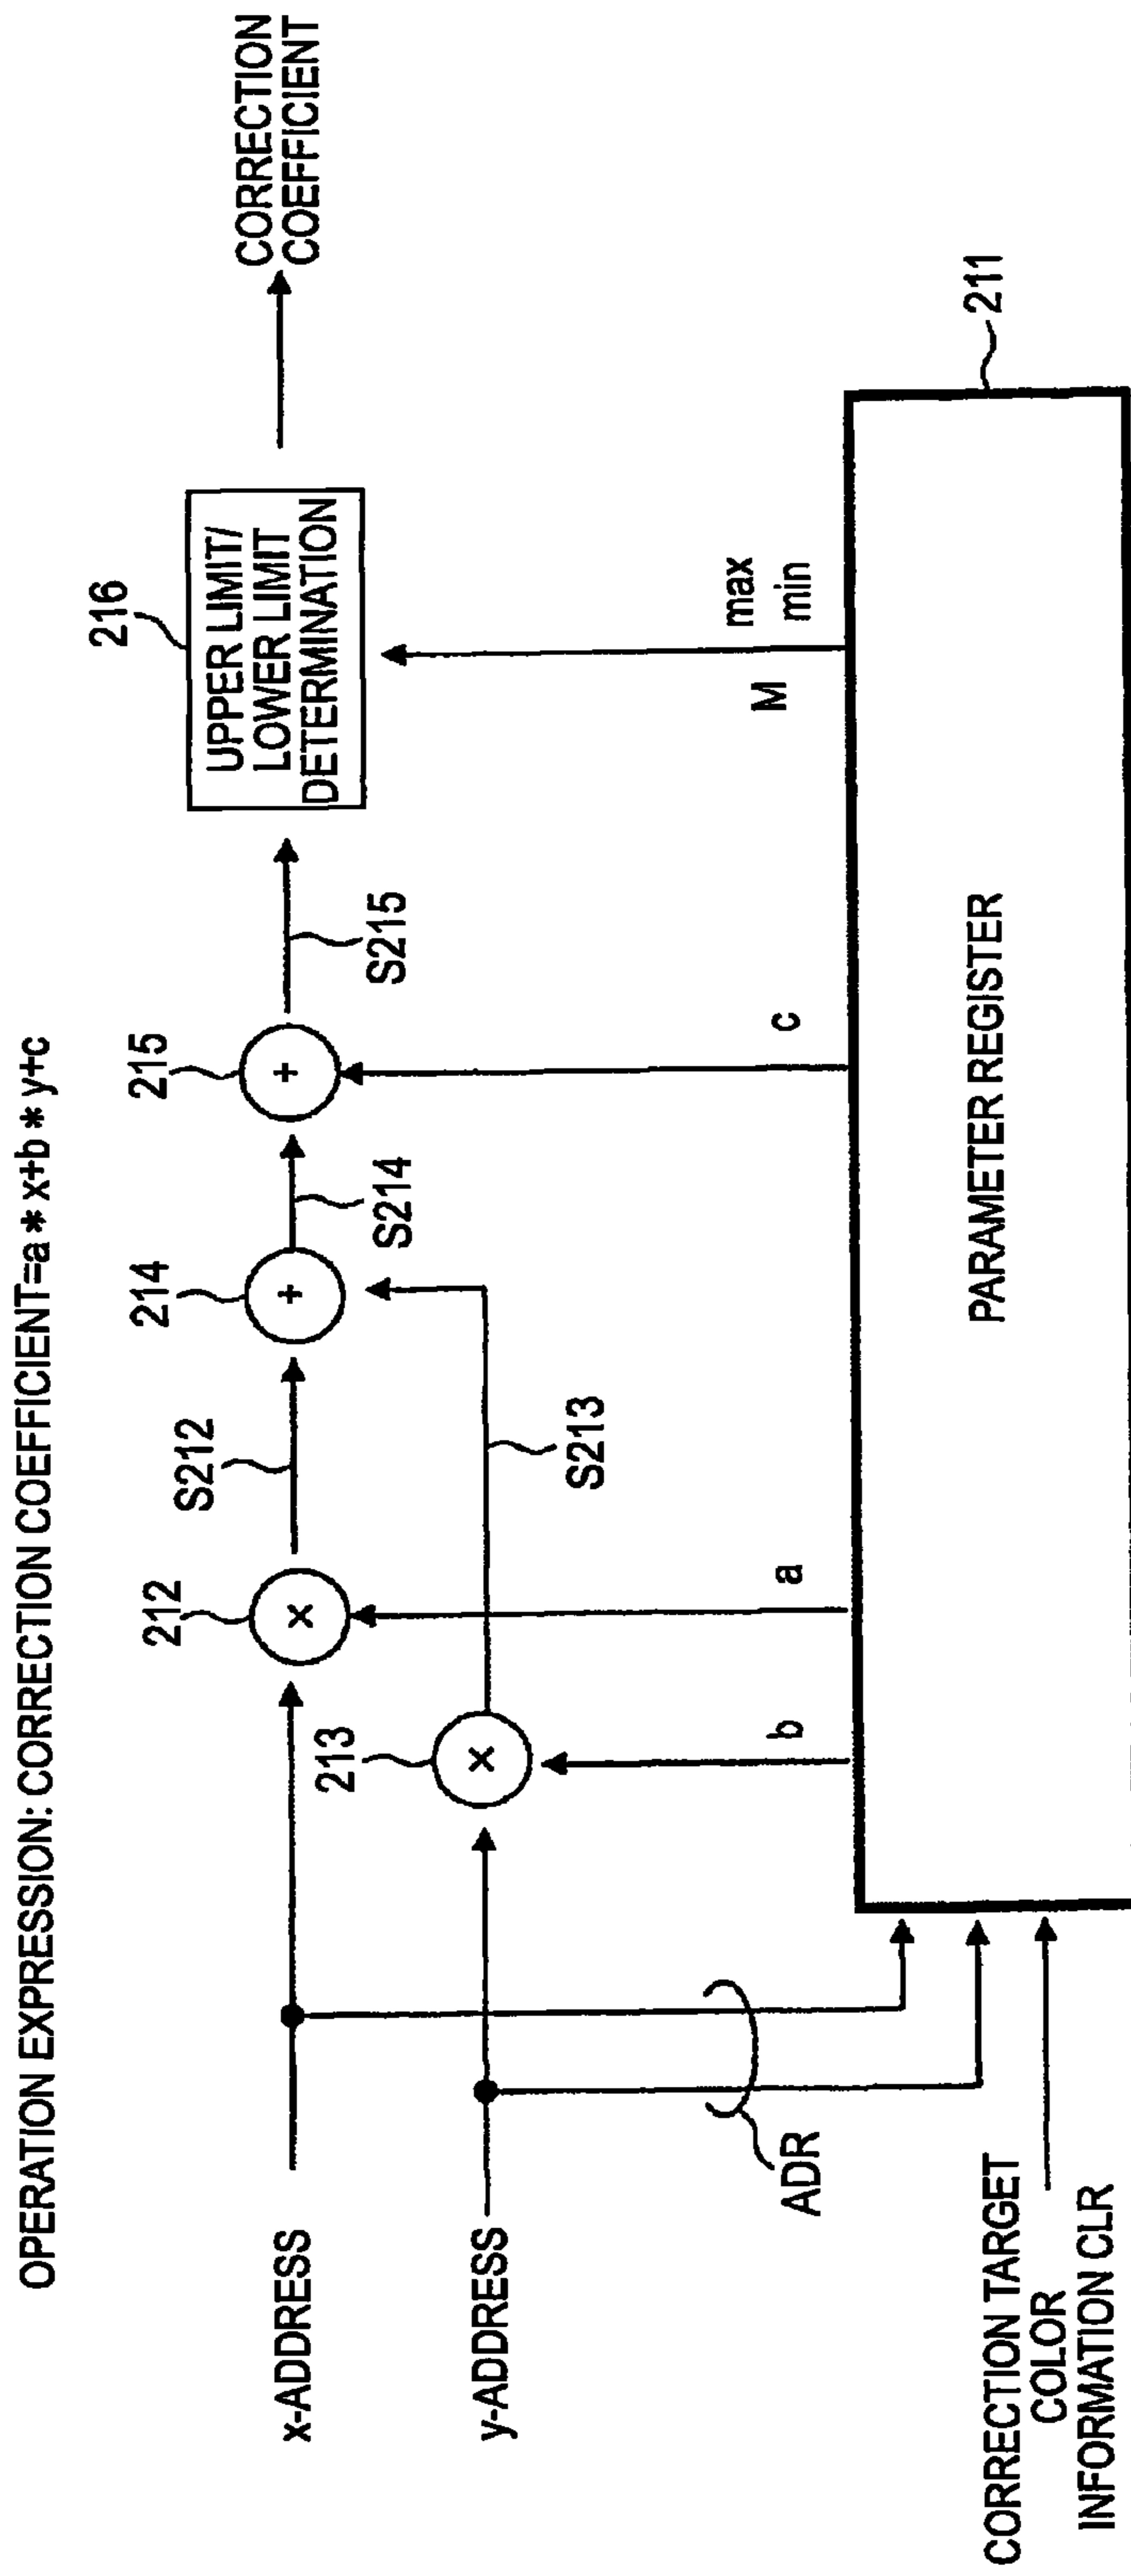 OPERATION EXPRESSION: CORRECTION COEFFICIENT=a * x+b * y+c
x-ADDRESS
y-ADDRESS
212
213
S212
S213
214
S214
215
S215
216
UPPER LIMIT/
LOWER LIMIT
DETERMINATION
CORRECTION
COEFFICIENT
×
×
+
+
b
a
c
M
max
min
ADR
CORRECTION TARGET
COLOR
INFORMATION CLR
PARAMETER REGISTER
211